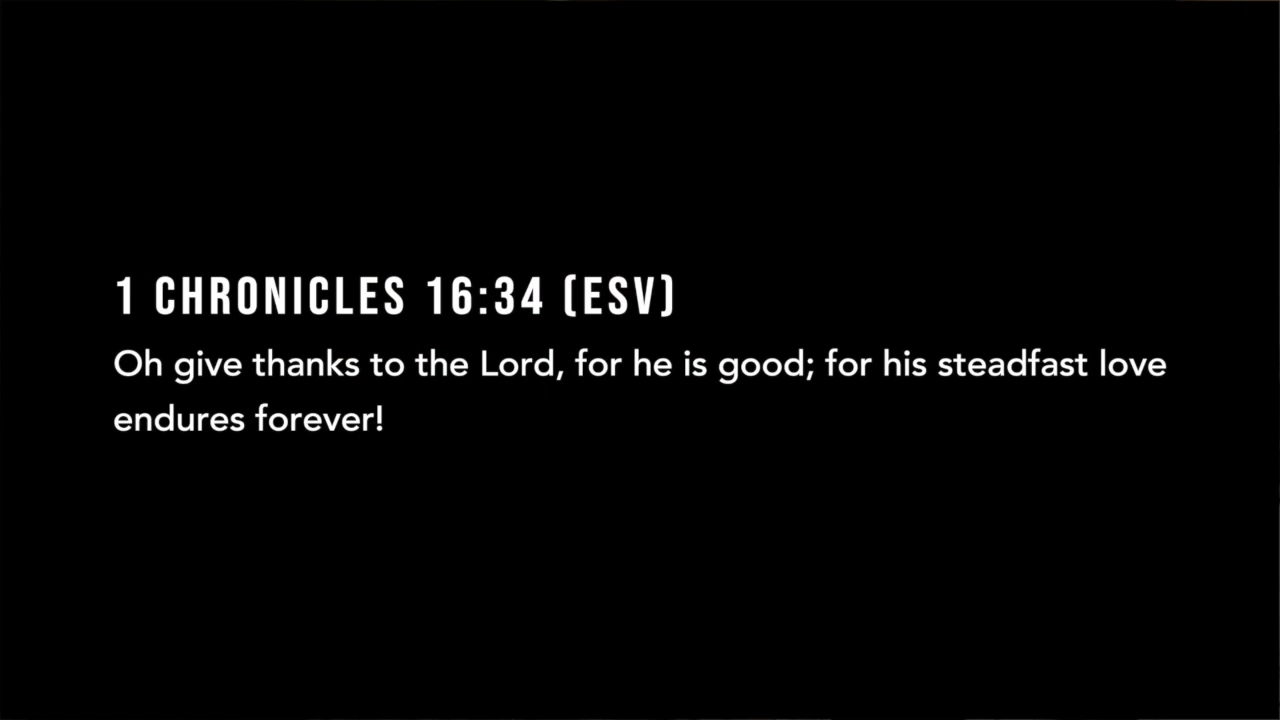 1 CHRONICLES 16:34 (ESV)
Oh give thanks to the Lord, for he is good; for his steadfast love
endures forever!